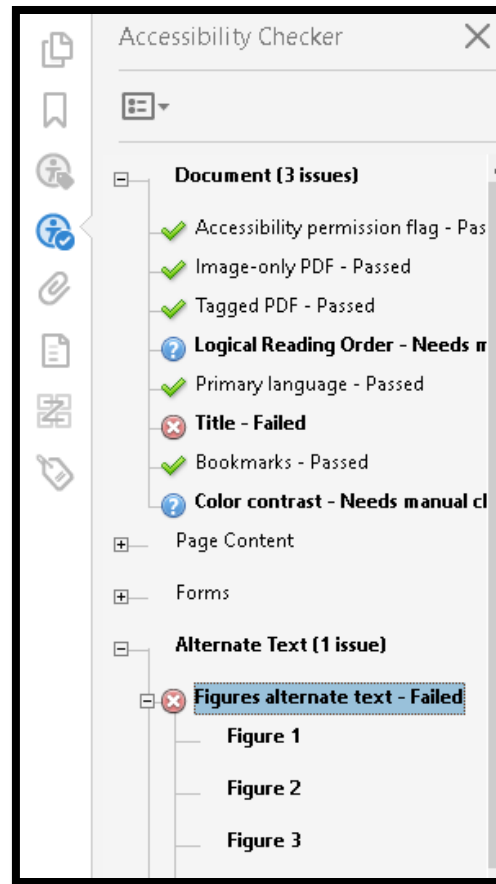 Accessibility Checker
Document (3 issues)
Accessibility permission flag - Pas
Image-only PDF - Passed
Tagged PDF - Passed
Logical Reading Order - Needs m
Primary language - Passed
Title - Failed
Bookmarks - Passed
Color contrast - Needs manual cl
Page Content
Forms
Alternate Text (1 issue)
Figures alternate text - Failed
Figure 1
Figure 2
Figure 3